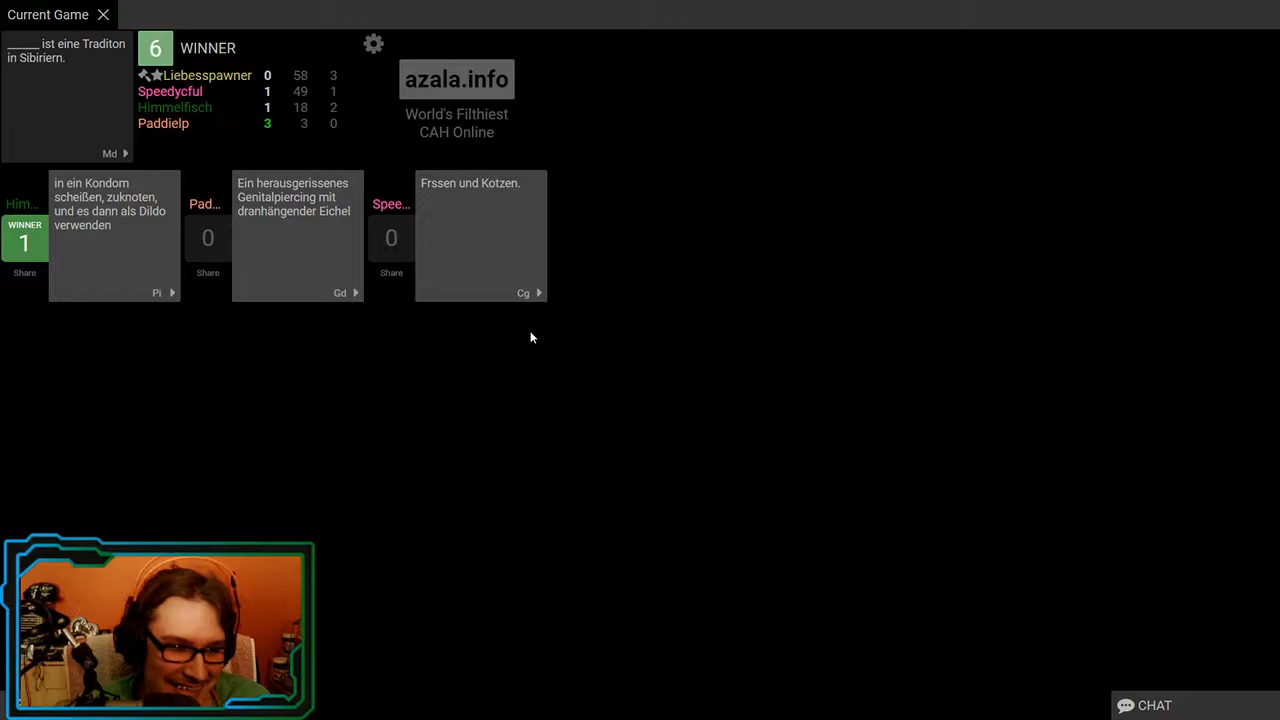 Current Game
_____ ist eine Traditon
in Sibiriern.
Md
6 WINNER
Liebesspawner 0 58 3
Speedycful 1 49 1
Himmelfisch 1 18 2
Paddielp 3 3 0
azala.info
World's Filthiest
CAH Online
Him...
WINNER
1
Share
in ein Kondom
scheißen, zuknoten,
und es dann als Dildo
verwenden
Pi
Pad...
0
Share
Ein herausgerissenes
Genitalpiercing mit
dranhängender Eichel
Gd
Spee...
0
Share
Frssen und Kotzen.
Cg
CHAT